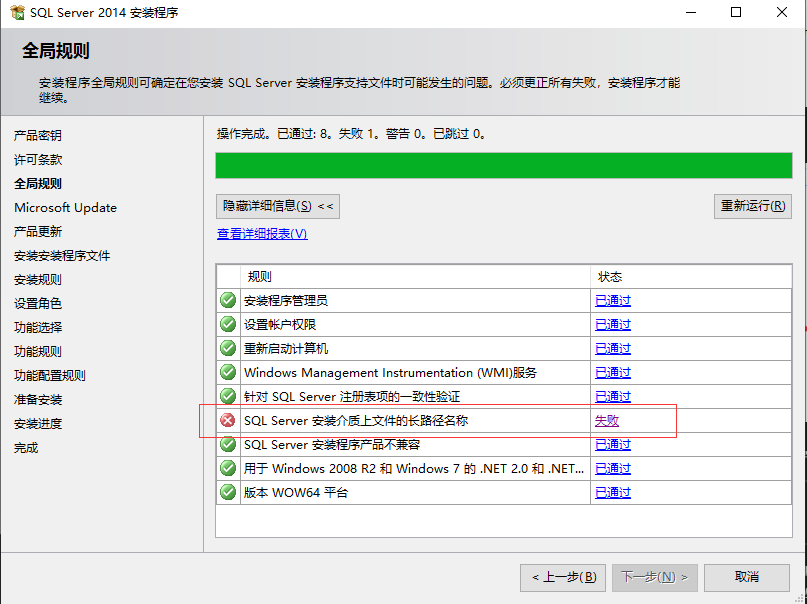 SQL Server 2014 安装程序
全局规则
安装程序全局规则可确定在您安装 SQL Server 安装程序支持文件时可能发生的问题。必须更正所有失败，安装程序才能
继续。
产品密钥
许可条款
全局规则
Microsoft Update
产品更新
安装安装程序文件
安装规则
设置角色
功能选择
功能规则
功能配置规则
准备安装
安装进度
完成
操作完成。已通过: 8。失败 1。警告 0。已跳过 0。
隐藏详细信息(S) <<
重新运行(R)
查看详细报表(V)
规则 状态
安装程序管理员 已通过
设置帐户权限 已通过
重新启动计算机 已通过
Windows Management Instrumentation (WMI)服务 已通过
针对 SQL Server 注册表项的一致性验证 已通过
SQL Server 安装介质上文件的长路径名称 失败
SQL Server 安装程序产品不兼容 已通过
用于 Windows 2008 R2 和 Windows 7 的 .NET 2.0 和 .NET... 已通过
版本 WOW64 平台 已通过
< 上一步(B) 下一步(N) > 取消